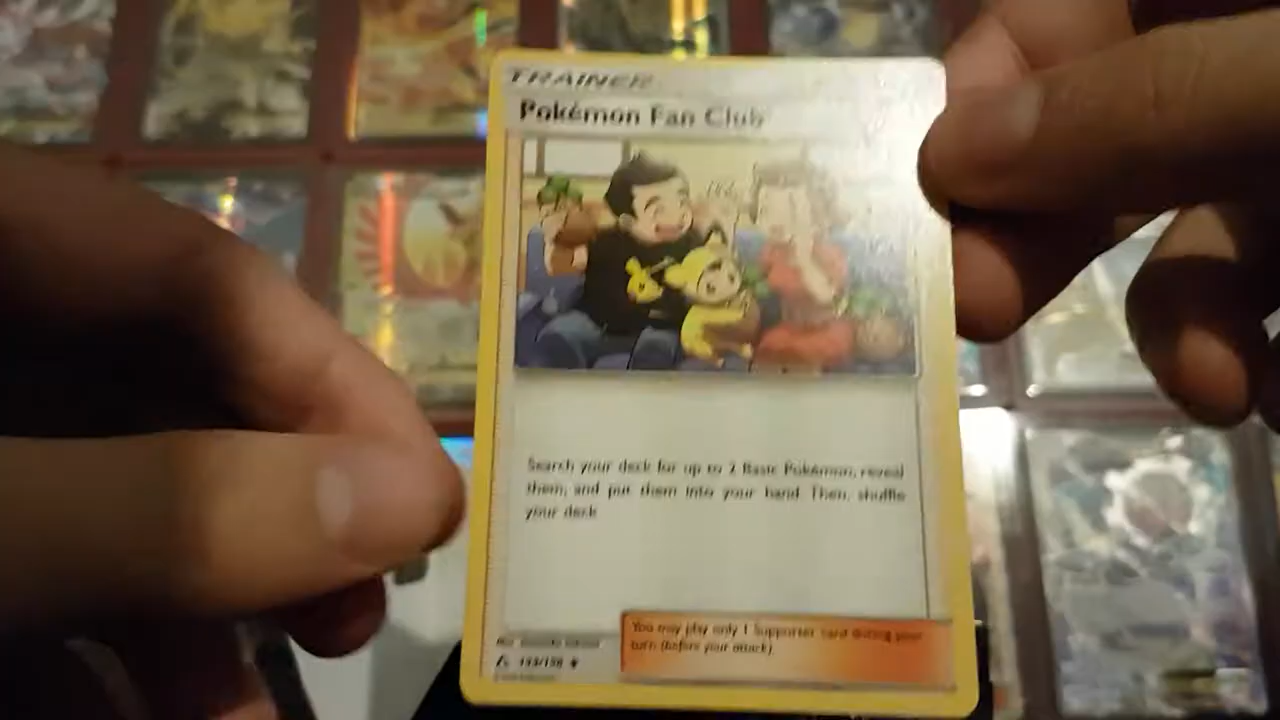 TRAINER
Pokémon Fan Club
Search your deck for up to 2 Basic Pokémon, reveal
them, and put them into your hand. Then, shuffle
your deck.
You may play only 1 Supporter card during your
turn (before your attack).